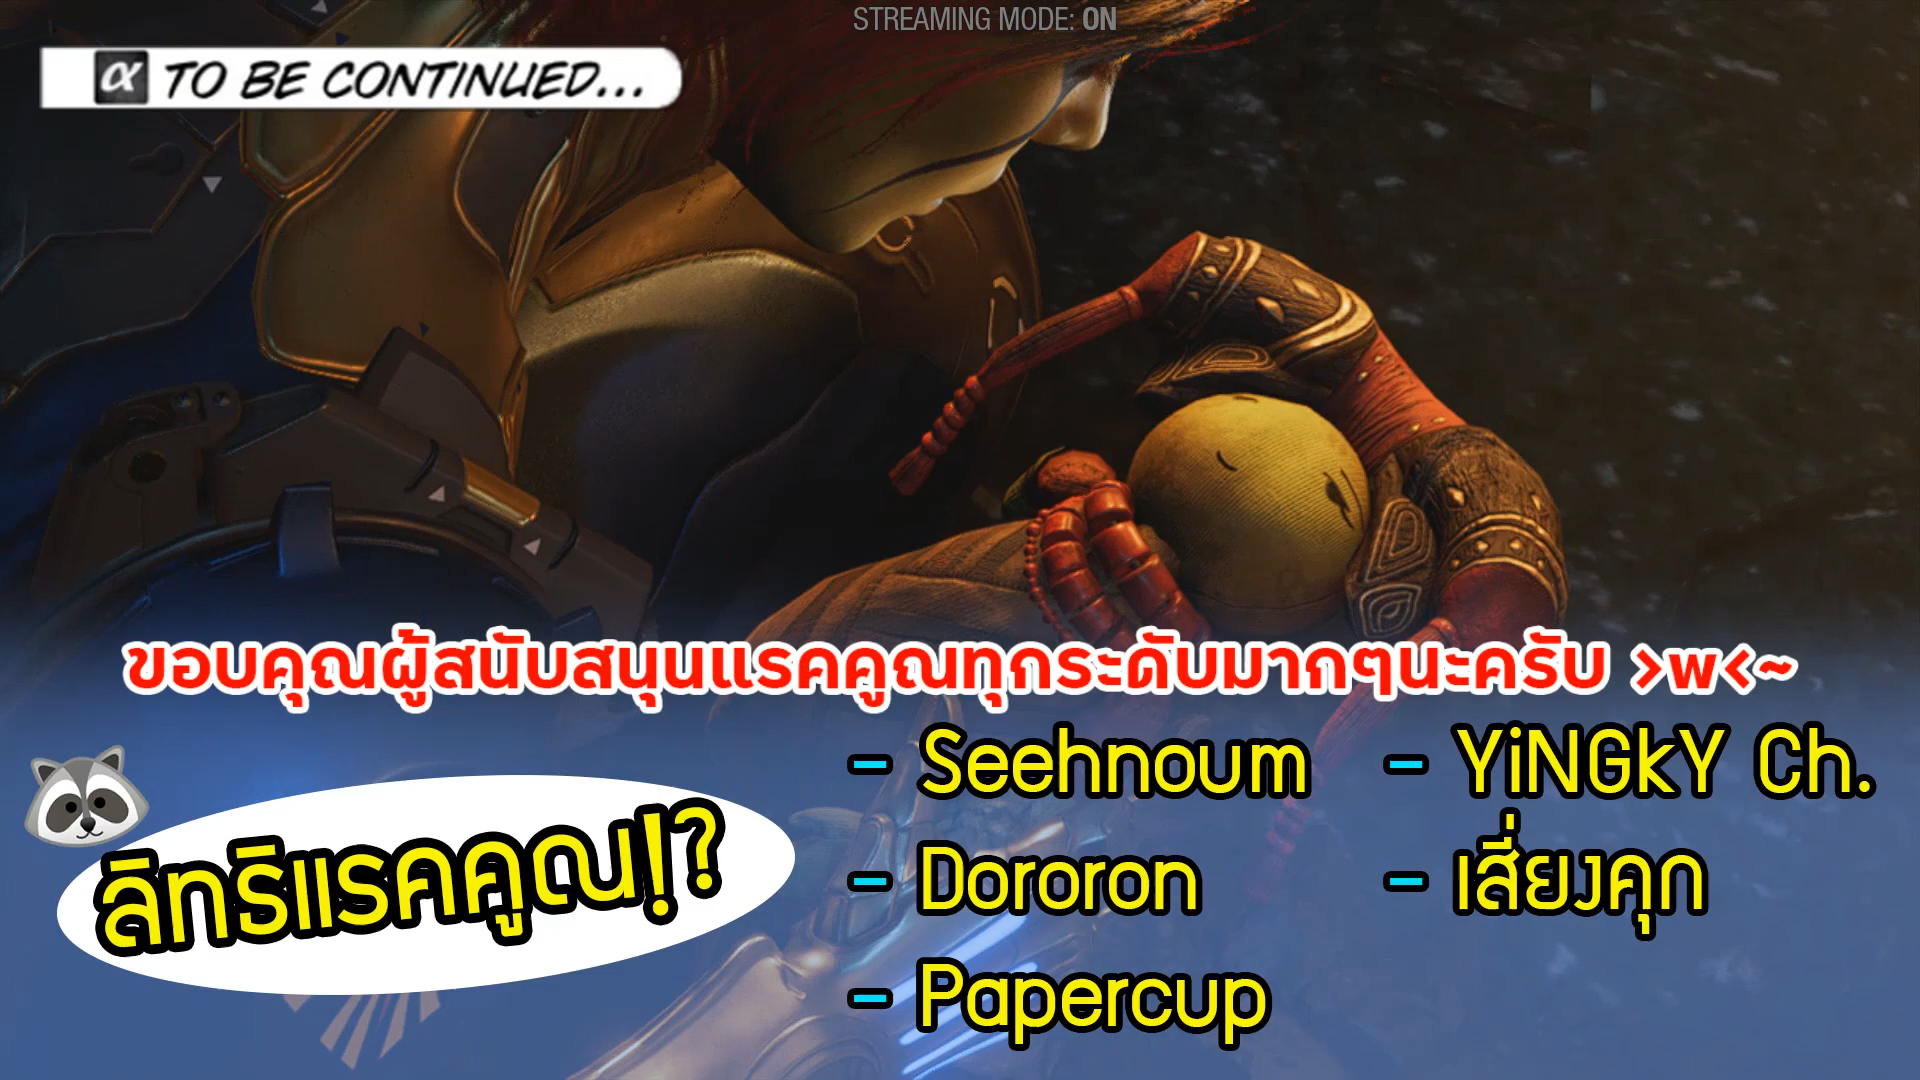 STREAMING MODE: ON
α TO BE CONTINUED...
ขอบคุณผู้สนับสนุนแรคคูณทุกระดับมากๆนะครับ >w<~
ลิทธิแรคคูณ!?
- Seehnoum
- Dororon
- Papercup
- YiNGkY Ch.
- เสี่ยงคุก